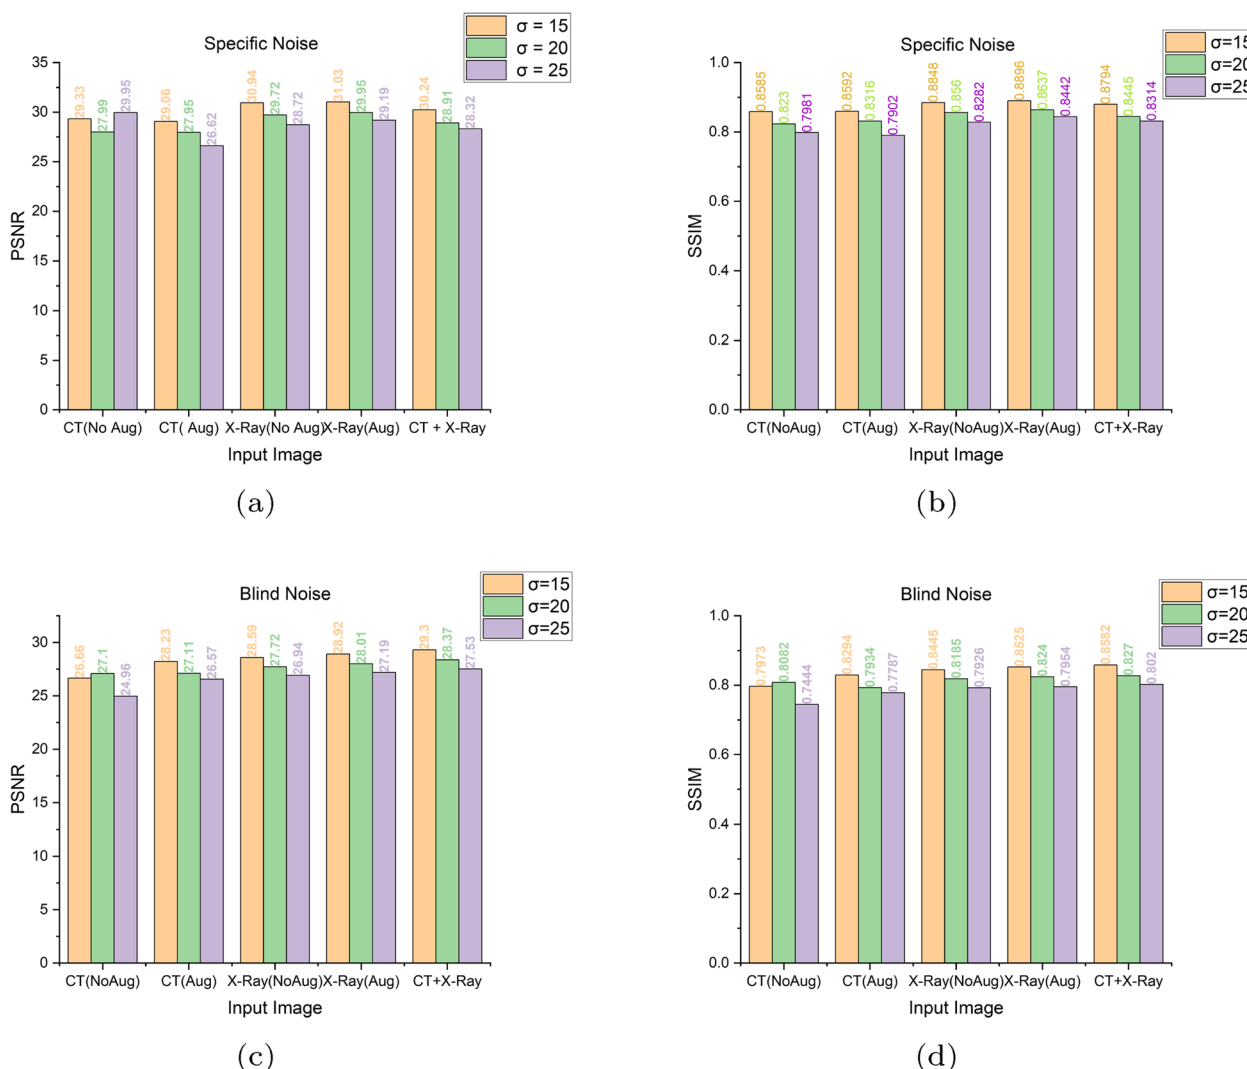 Specific Noise
σ = 15
σ = 20
σ = 25
35
30
25
20
15
10
5
0
PSNR
29.33
27.99
29.95
29.06
27.95
26.62
30.94
29.72
28.72
31.03
29.95
29.19
30.24
28.91
28.32
CT(No Aug)
CT( Aug)
X-Ray(No Aug)
X-Ray(Aug)
CT + X-Ray
Input Image
(a)
Specific Noise
σ=15
σ=20
σ=25
1.0
0.8
0.6
0.4
0.2
0.0
SSIM
0.8585
0.823
0.7981
0.8592
0.8316
0.7902
0.8848
0.856
0.8282
0.8896
0.8637
0.8442
0.8794
0.8445
0.8314
CT(NoAug)
CT(Aug)
X-Ray(NoAug)
X-Ray(Aug)
CT+X-Ray
Input Image
(b)
Blind Noise
σ=15
σ=20
σ=25
30
25
20
15
10
5
0
PSNR
26.66
27.1
24.96
28.23
27.11
26.57
28.59
27.72
26.94
28.92
28.01
27.19
29.3
28.37
27.53
CT(NoAug)
CT(Aug)
X-Ray(NoAug)
X-Ray(Aug)
CT+X-Ray
Input Image
(c)
Blind Noise
σ=15
σ=20
σ=25
1.0
0.8
0.6
0.4
0.2
0.0
SSIM
0.7973
0.8082
0.7444
0.8294
0.7934
0.7787
0.8445
0.8185
0.7926
0.8525
0.824
0.7954
0.8582
0.827
0.802
CT(NoAug)
CT(Aug)
X-Ray(NoAug)
X-Ray(Aug)
CT+X-Ray
Input Image
(d)